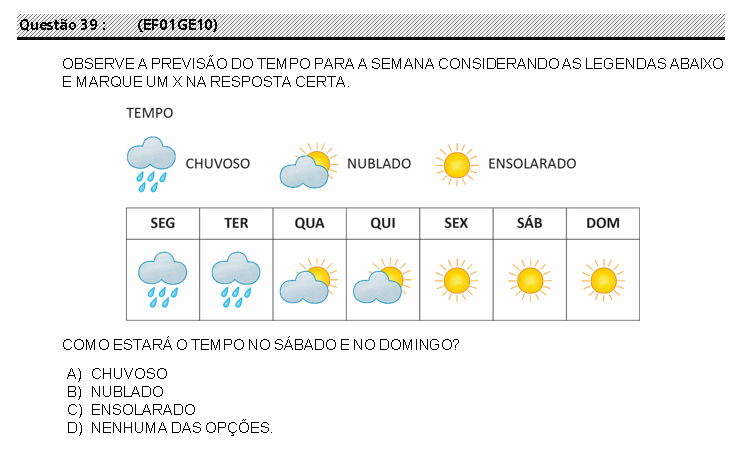 Questão 39 : (EF01GE10)
OBSERVE A PREVISÃO DO TEMPO PARA A SEMANA CONSIDERANDO AS LEGENDAS ABAIXO
E MARQUE UM X NA RESPOSTA CERTA.
TEMPO
CHUVOSO NUBLADO ENSOLARADO
SEG TER QUA QUI SEX SÁB DOM
COMO ESTARÁ O TEMPO NO SÁBADO E NO DOMINGO?
A) CHUVOSO
B) NUBLADO
C) ENSOLARADO
D) NENHUMA DAS OPÇÕES.